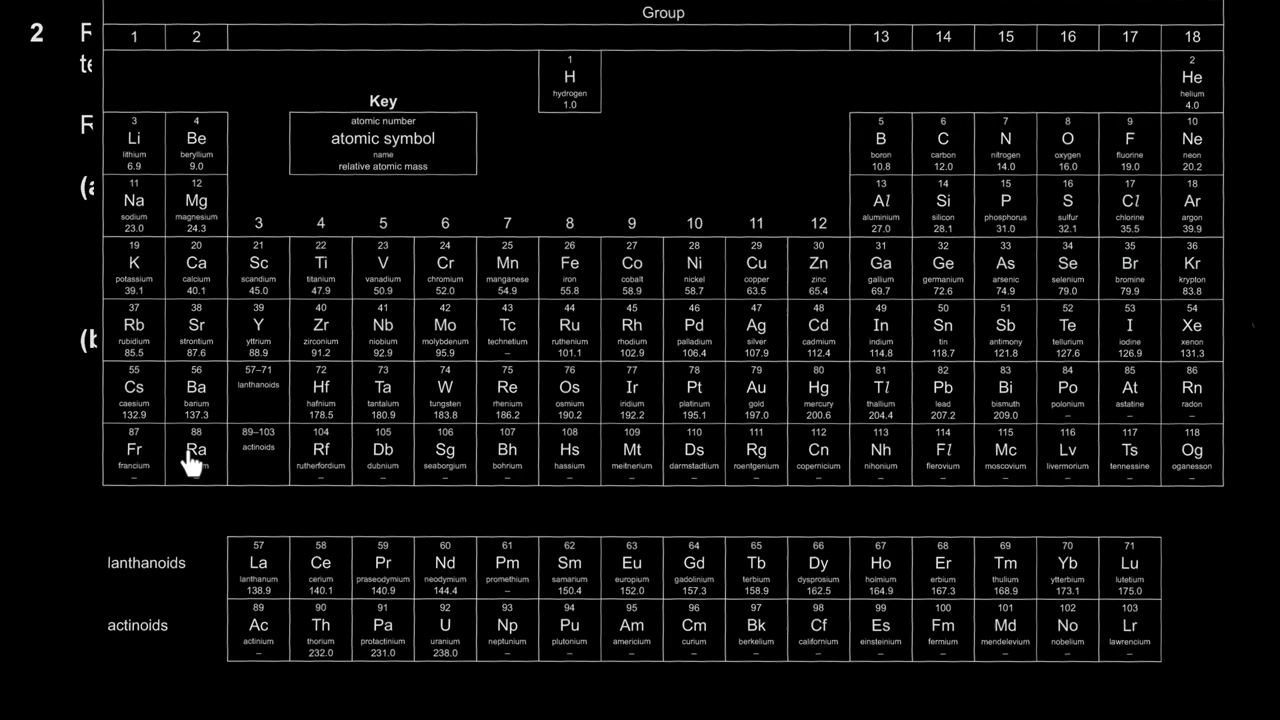 Group
2
1 2 13 14 15 16 17 18
1 2
H He
hydrogen helium
1.0 4.0
Key
atomic number
atomic symbol
name
relative atomic mass
3 4 5 6 7 8 9 10
Li Be B C N O F Ne
lithium beryllium boron carbon nitrogen oxygen fluorine neon
6.9 9.0 10.8 12.0 14.0 16.0 19.0 20.2
(a
11 12 13 14 15 16 17 18
Na Mg Al Si P S Cl Ar
sodium magnesium aluminium silicon phosphorus sulfur chlorine argon
23.0 24.3 27.0 28.1 31.0 32.1 35.5 39.9
3 4 5 6 7 8 9 10 11 12
19 20 21 22 23 24 25 26 27 28 29 30 31 32 33 34 35 36
K Ca Sc Ti V Cr Mn Fe Co Ni Cu Zn Ga Ge As Se Br Kr
potassium calcium scandium titanium vanadium chromium manganese iron cobalt nickel copper zinc gallium germanium arsenic selenium bromine krypton
39.1 40.1 45.0 47.9 50.9 52.0 54.9 55.8 58.9 58.7 63.5 65.4 69.7 72.6 74.9 79.0 79.9 83.8
(b
37 38 39 40 41 42 43 44 45 46 47 48 49 50 51 52 53 54
Rb Sr Y Zr Nb Mo Tc Ru Rh Pd Ag Cd In Sn Sb Te I Xe
rubidium strontium yttrium zirconium niobium molybdenum technetium ruthenium rhodium palladium silver cadmium indium tin antimony tellurium iodine xenon
85.5 87.6 88.9 91.2 92.9 95.9 – 101.1 102.9 106.4 107.9 112.4 114.8 118.7 121.8 127.6 126.9 131.3
55 56 57–71 72 73 74 75 76 77 78 79 80 81 82 83 84 85 86
Cs Ba lanthanoids Hf Ta W Re Os Ir Pt Au Hg Tl Pb Bi Po At Rn
caesium barium hafnium tantalum tungsten rhenium osmium iridium platinum gold mercury thallium lead bismuth polonium astatine radon
132.9 137.3 178.5 180.9 183.8 186.2 190.2 192.2 195.1 197.0 200.6 204.4 207.2 209.0 – – –
87 88 89–103 104 105 106 107 108 109 110 111 112 113 114 115 116 117 118
Fr Ra actinoids Rf Db Sg Bh Hs Mt Ds Rg Cn Nh Fl Mc Lv Ts Og
francium rutherfordium dubnium seaborgium bohrium hassium meitnerium darmstadtium roentgenium copernicium nihonium flerovium moscovium livermorium tennessine oganesson
– – – – – – – – – – – – – – – – –
57 58 59 60 61 62 63 64 65 66 67 68 69 70 71
lanthanoids La Ce Pr Nd Pm Sm Eu Gd Tb Dy Ho Er Tm Yb Lu
lanthanum cerium praseodymium neodymium promethium samarium europium gadolinium terbium dysprosium holmium erbium thulium ytterbium lutetium
138.9 140.1 140.9 144.4 – 150.4 152.0 157.3 158.9 162.5 164.9 167.3 168.9 173.1 175.0
89 90 91 92 93 94 95 96 97 98 99 100 101 102 103
actinoids Ac Th Pa U Np Pu Am Cm Bk Cf Es Fm Md No Lr
actinium thorium protactinium uranium neptunium plutonium americium curium berkelium californium einsteinium fermium mendelevium nobelium lawrencium
– 232.0 231.0 238.0 – – – – – – – – – – –